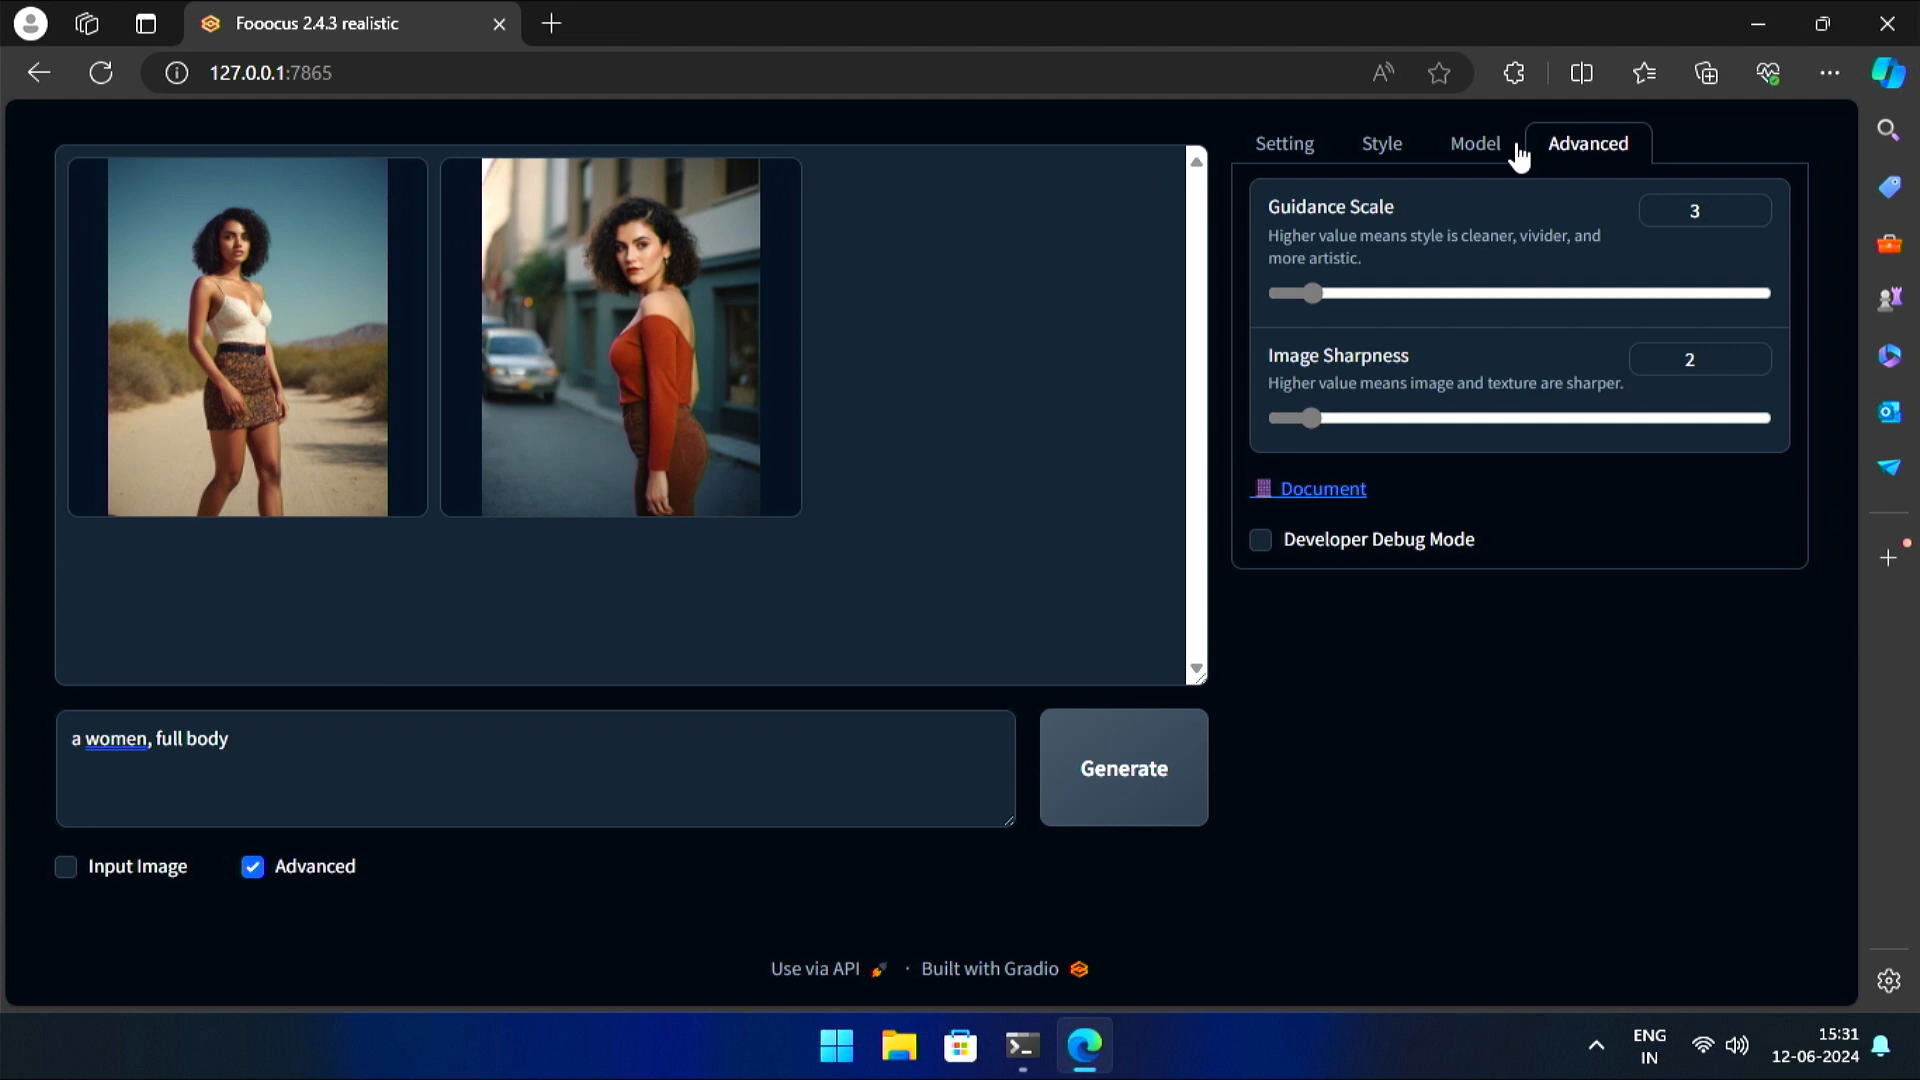 Fooocus 2.4.3 realistic
127.0.0.1:7865
Setting
Style
Model
Advanced
Guidance Scale
3
Higher value means style is cleaner, vivider, and
more artistic.
Image Sharpness
2
Higher value means image and texture are sharper.
Document
Developer Debug Mode
a women, full body
Generate
Input Image
Advanced
Use via API
· Built with Gradio
ENG
IN
15:31
12-06-2024